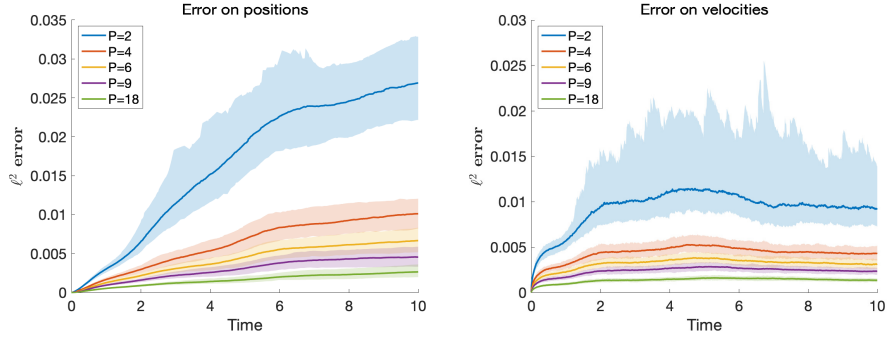 Error on positions
0.035
0.03
0.025
0.02
0.015
0.01
0.005
0
ℓ² error
P=2
P=4
P=6
P=9
P=18
0 2 4 6 8 10
Time
Error on velocities
0.03
0.025
0.02
0.015
0.01
0.005
0
ℓ² error
P=2
P=4
P=6
P=9
P=18
0 2 4 6 8 10
Time